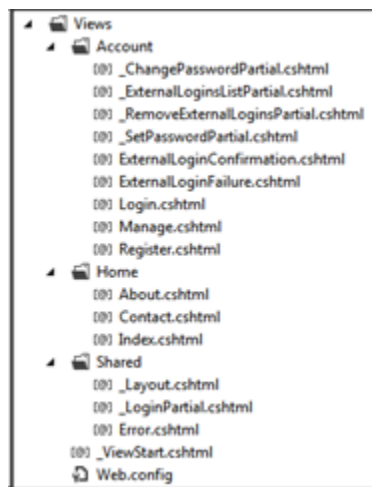 Views
Account
_ChangePasswordPartial.cshtml
_ExternalLoginsListPartial.cshtml
_RemoveExternalLoginsPartial.cshtml
_SetPasswordPartial.cshtml
ExternalLoginConfirmation.cshtml
ExternalLoginFailure.cshtml
Login.cshtml
Manage.cshtml
Register.cshtml
Home
About.cshtml
Contact.cshtml
Index.cshtml
Shared
_Layout.cshtml
_LoginPartial.cshtml
Error.cshtml
_ViewStart.cshtml
Web.config